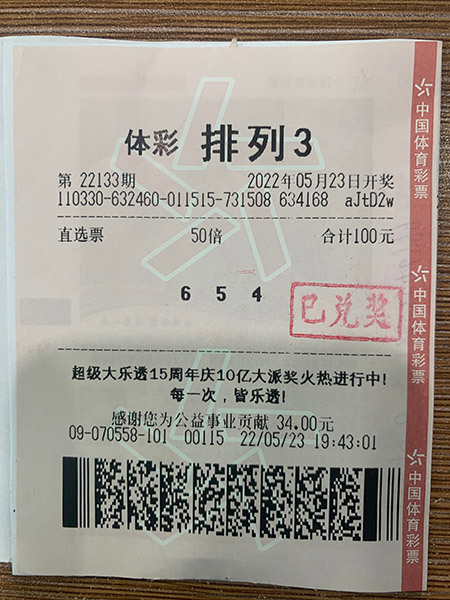 体彩 排列3
第 22133期 2022年05月23日开奖
110330-632460-011515-731508 634168 aJtD2w
直选票 50倍 合计100元
6 5 4
已兑奖
超级大乐透15周年庆10亿大派奖火热进行中!
每一次，皆乐透!
感谢您为公益事业贡献 34.00元
09-070558-101 00115 22/05/23 19:43:01
中国体育彩票
中国体育彩票
中国体育彩票